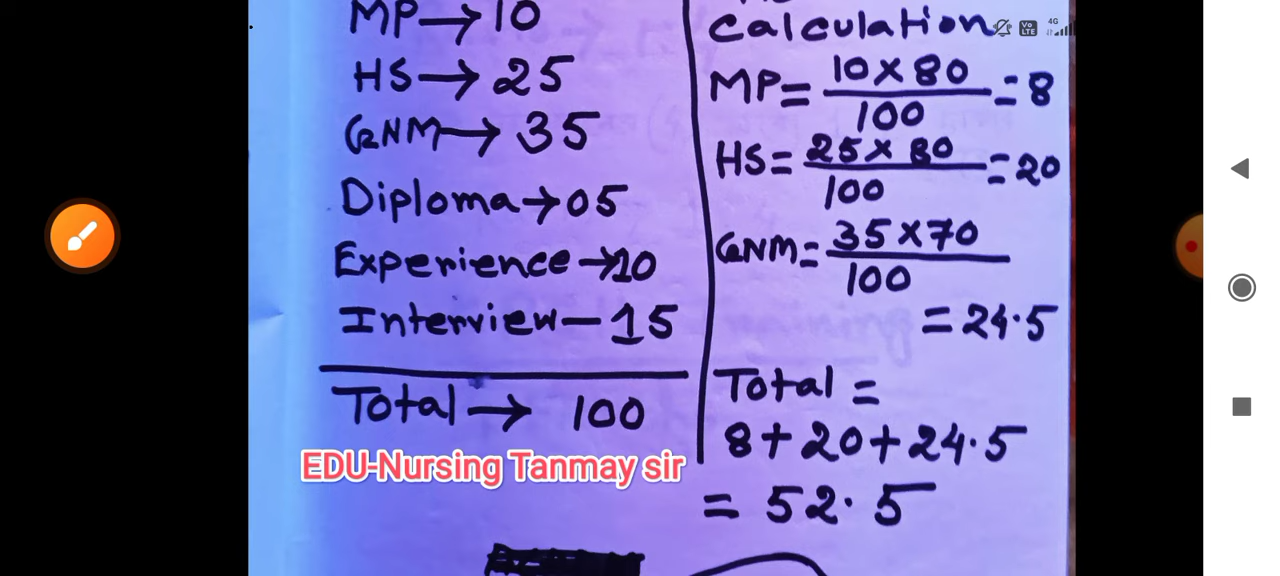 MP→10
HS→25
GNM→35
Diploma→05
Experience→10
Interview—15
Total→ 100
EDU-Nursing Tanmay sir
Calculation
MP= 10×80/100 =8
HS= 25×80/100 =20
GNM= 35×70/100
=24.5
Total =
8+20+24.5
= 52.5
VoLTE
4G